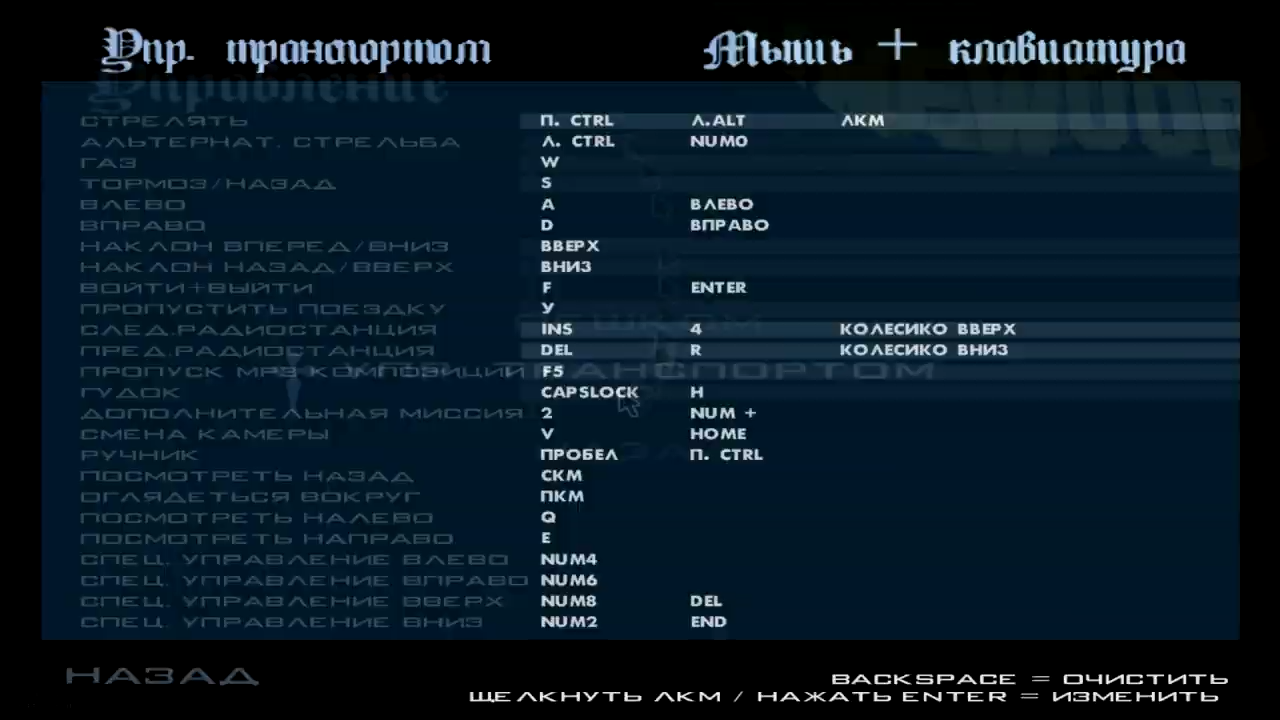 Упр. транспортом Мышь + клавиатура
Управление
СТРЕЛЯТЬ П. CTRL Л.ALT ЛКМ
АЛЬТЕРНАТ. СТРЕЛЬБА Л. CTRL NUM0
ГАЗ W
ТОРМОЗ/НАЗАД S
ВЛЕВО A ВЛЕВО
ВПРАВО D ВПРАВО
НАКЛОН ВПЕРЕД/ВНИЗ ВВЕРХ
НАКЛОН НАЗАД/ВВЕРХ ВНИЗ
ВОЙТИ+ВЫЙТИ F ENTER
ПРОПУСТИТЬ ПОЕЗДКУ У
СЛЕД.РАДИОСТАНЦИЯ INS 4 КОЛЕСИКО ВВЕРХ
ПРЕД.РАДИОСТАНЦИЯ DEL R КОЛЕСИКО ВНИЗ
ПРОПУСК MP3 КОМПОЗИЦИИ F5
УПР. ТРАНСПОРТОМ
ГУДОК CAPSLOCK H
ДОПОЛНИТЕЛЬНАЯ МИССИЯ 2 NUM +
СМЕНА КАМЕРЫ V HOME
РУЧНИК ПРОБЕЛ П. CTRL
ПОСМОТРЕТЬ НАЗАД СКМ
ОГЛЯДЕТЬСЯ ВОКРУГ ПКМ
ПОСМОТРЕТЬ НАЛЕВО Q
ПОСМОТРЕТЬ НАПРАВО E
СПЕЦ. УПРАВЛЕНИЕ ВЛЕВО NUM4
СПЕЦ. УПРАВЛЕНИЕ ВПРАВО NUM6
СПЕЦ. УПРАВЛЕНИЕ ВВЕРХ NUM8 DEL
СПЕЦ. УПРАВЛЕНИЕ ВНИЗ NUM2 END
НАЗАД BACKSPACE = ОЧИСТИТЬ
ЩЕЛКНУТЬ ЛКМ / НАЖАТЬ ENTER = ИЗМЕНИТЬ